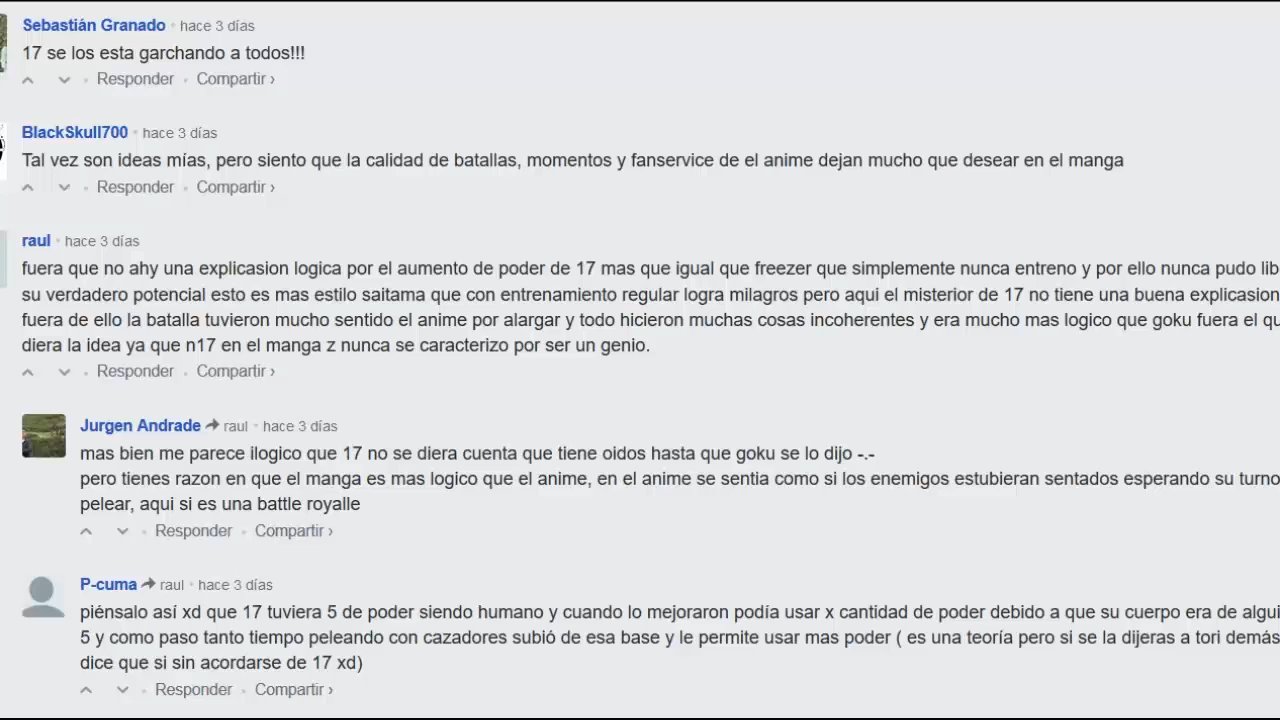 Sebastián Granado • hace 3 días
17 se los esta garchando a todos!!!
Responder • Compartir ›
BlackSkull700 • hace 3 días
Tal vez son ideas mías, pero siento que la calidad de batallas, momentos y fanservice de el anime dejan mucho que desear en el manga
Responder • Compartir ›
raul • hace 3 días
fuera que no ahy una explicasion logica por el aumento de poder de 17 mas que igual que freezer que simplemente nunca entreno y por ello nunca pudo lib
su verdadero potencial esto es mas estilo saitama que con entrenamiento regular logra milagros pero aqui el misterior de 17 no tiene una buena explicasion
fuera de ello la batalla tuvieron mucho sentido el anime por alargar y todo hicieron muchas cosas incoherentes y era mucho mas logico que goku fuera el qu
diera la idea ya que n17 en el manga z nunca se caracterizo por ser un genio.
Responder • Compartir ›
Jurgen Andrade raul • hace 3 días
mas bien me parece ilogico que 17 no se diera cuenta que tiene oidos hasta que goku se lo dijo -.-
pero tienes razon en que el manga es mas logico que el anime, en el anime se sentia como si los enemigos estubieran sentados esperando su turno
pelear, aqui si es una battle royalle
Responder • Compartir ›
P-cuma raul • hace 3 días
piénsalo así xd que 17 tuviera 5 de poder siendo humano y cuando lo mejoraron podía usar x cantidad de poder debido a que su cuerpo era de algui
5 y como paso tanto tiempo peleando con cazadores subió de esa base y le permite usar mas poder ( es una teoría pero si se la dijeras a tori demás
dice que si sin acordarse de 17 xd)
Responder • Compartir ›